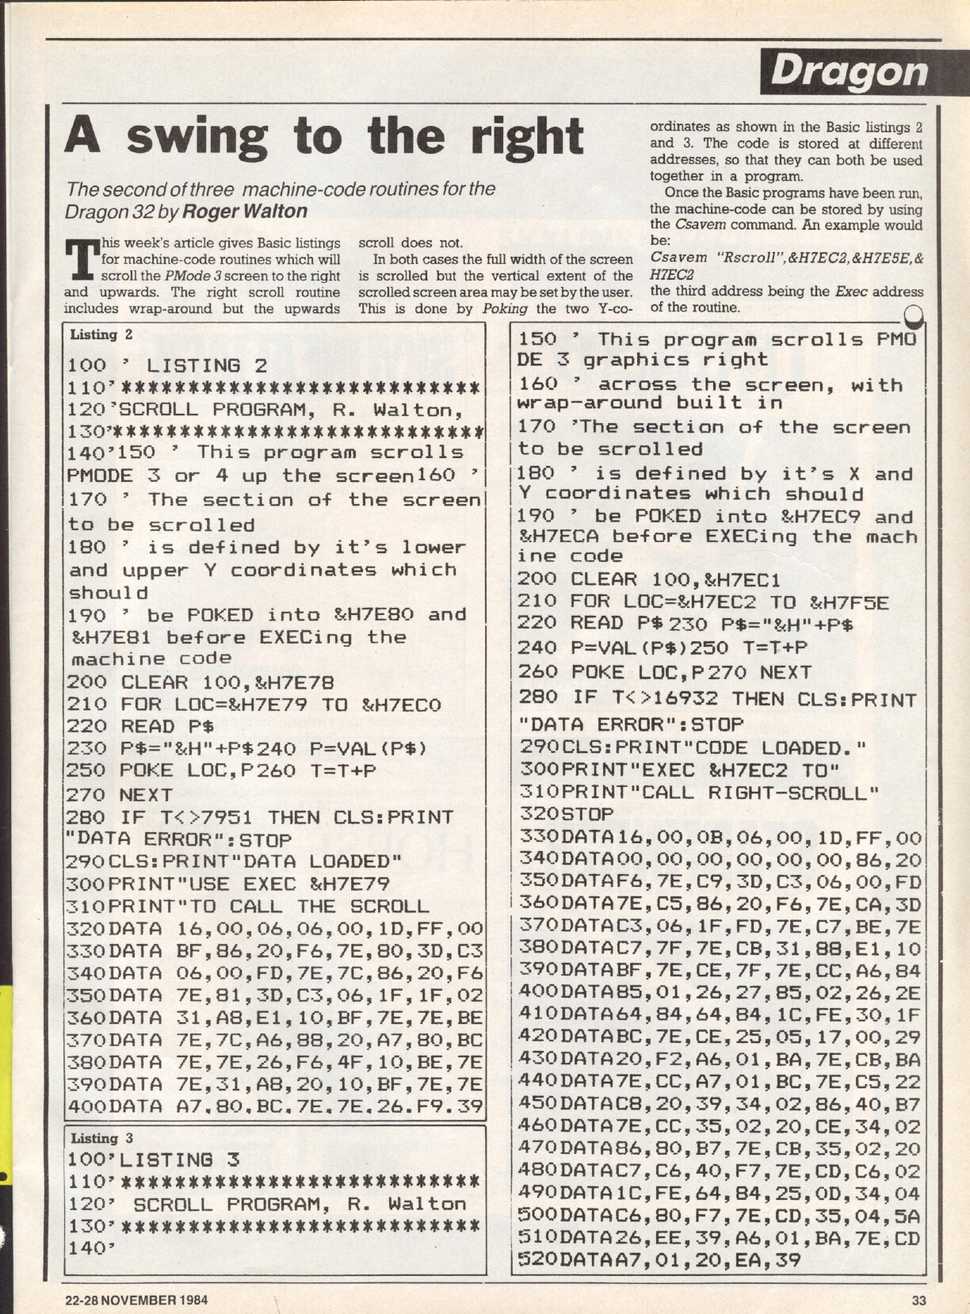 Dragon
A swing to the right
The second of three machine-code routines for the
Dragon 32 by Roger Walton
This week's article gives Basic listings
for machine-code routines which will
scroll the PMode 3 screen to the right
and upwards. The right scroll routine
includes wrap-around but the upwards
scroll does not.
In both cases the full width of the screen
is scrolled but the vertical extent of the
scrolled screen area may be set by the user.
This is done by Poking the two Y-co-
ordinates as shown in the Basic listings 2
and 3. The code is stored at different
addresses, so that they can both be used
together in a program.
Once the Basic programs have been run,
the machine-code can be stored by using
the Csavem command. An example would
be:
Csavem "Rscroll",&H7EC2,&H7E5E,&
H7EC2
the third address being the Exec address
of the routine.
Listing 2
100 ' LISTING 2
110'***************************
120'SCROLL PROGRAM, R. Walton,
130'****************************
140'150 ' This program scrolls
PMODE 3 or 4 up the screen160 '
170 ' The section of the screen
to be scrolled
180 ' is defined by it's lower
and upper Y coordinates which
should
190 ' be POKED into &H7E80 and
&H7E81 before EXECing the
machine code
200 CLEAR 100,&H7E78
210 FOR LOC=&H7E79 TO &H7EC0
220 READ P$
230 P$="&H"+P$240 P=VAL(P$)
250 POKE LOC,P260 T=T+P
270 NEXT
280 IF T<>7951 THEN CLS:PRINT
"DATA ERROR":STOP
290CLS:PRINT"DATA LOADED"
300PRINT"USE EXEC &H7E79
310PRINT"TO CALL THE SCROLL
320DATA 16,00,06,06,00,1D,FF,00
330DATA BF,86,20,F6,7E,80,3D,C3
340DATA 06,00,FD,7E,7C,86,20,F6
350DATA 7E,81,3D,C3,06,1F,1F,02
360DATA 31,A8,E1,10,BF,7E,7E,BE
370DATA 7E,7C,A6,88,20,A7,80,BC
380DATA 7E,7E,26,F6,4F,10,BE,7E
390DATA 7E,31,A8,20,10,BF,7E,7E
400DATA A7,80,BC,7E,7E,26,F9,39
Listing 3
100'LISTING 3
110'***************************
120' SCROLL PROGRAM, R. Walton
130'***************************
140'
150 ' This program scrolls PMO
DE 3 graphics right
160 ' across the screen, with
wrap-around built in
170 'The section of the screen
to be scrolled
180 ' is defined by it's X and
Y coordinates which should
190 ' be POKED into &H7EC9 and
&H7ECA before EXECing the mach
ine code
200 CLEAR 100,&H7EC1
210 FOR LOC=&H7EC2 TO &H7F5E
220 READ P$230 P$="&H"+P$
240 P=VAL(P$)250 T=T+P
260 POKE LOC,P270 NEXT
280 IF T<>16932 THEN CLS:PRINT
"DATA ERROR":STOP
290CLS:PRINT"CODE LOADED."
300PRINT"EXEC &H7EC2 TO"
310PRINT"CALL RIGHT-SCROLL"
320STOP
330DATA16,00,0B,06,00,1D,FF,00
340DATA00,00,00,00,00,00,86,20
350DATAF6,7E,C9,3D,C3,06,00,FD
360DATA7E,C5,86,20,F6,7E,CA,3D
370DATAC3,06,1F,FD,7E,C7,BE,7E
380DATAC7,7F,7E,CB,31,88,E1,10
390DATABF,7E,CE,7F,7E,CC,A6,84
400DATA85,01,26,27,85,02,26,2E
410DATA64,84,64,84,1C,FE,30,1F
420DATABC,7E,CE,25,05,17,00,29
430DATA20,F2,A6,01,BA,7E,CB,BA
440DATA7E,CC,A7,01,BC,7E,C5,22
450DATAC8,20,39,34,02,86,40,B7
460DATA7E,CC,35,02,20,CE,34,02
470DATA86,80,B7,7E,CB,35,02,20
480DATAC7,C6,40,F7,7E,CD,C6,02
490DATA1C,FE,64,84,25,0D,34,04
500DATAC6,80,F7,7E,CD,35,04,5A
510DATA26,EE,39,A6,01,BA,7E,CD
520DATAA7,01,20,EA,39
22-28 NOVEMBER 1984
33